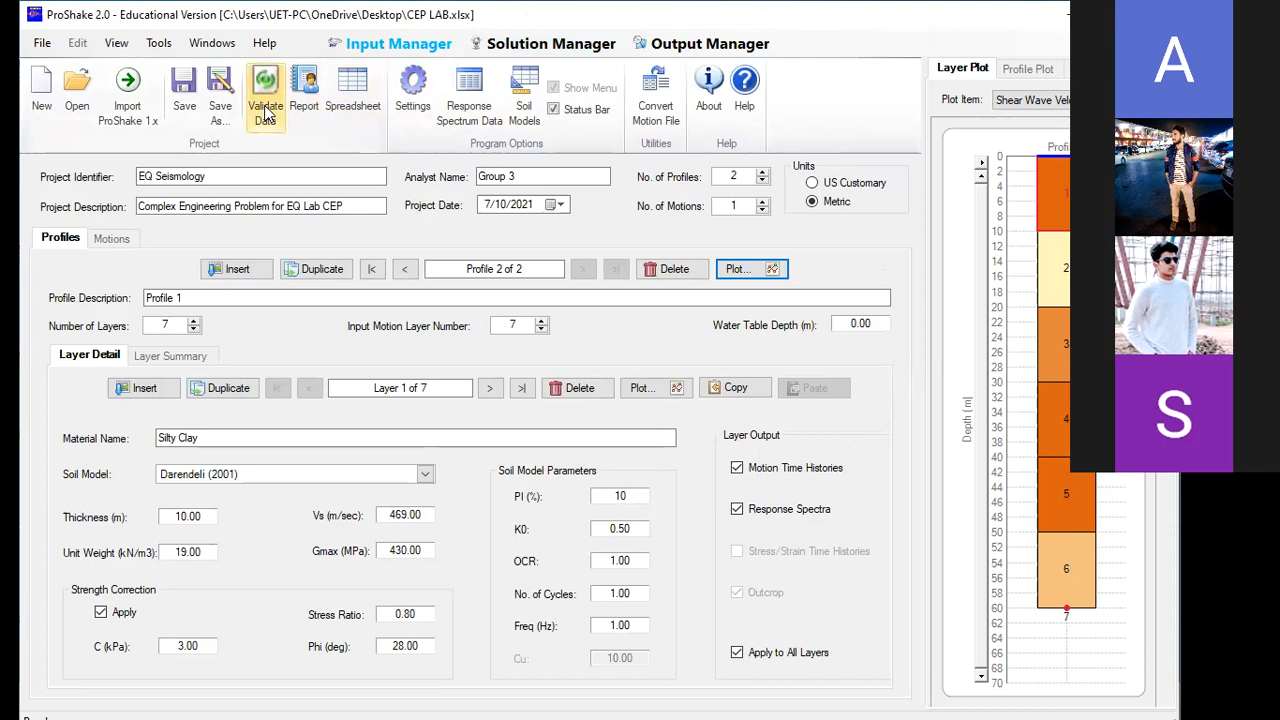 ProShake 2.0 - Educational Version [C:\Users\UET-PC\OneDrive\Desktop\CEP LAB.xlsx]
File Edit View Tools Windows Help Input Manager Solution Manager Output Manager
New Open Import ProShake 1.x Save Save As... Validate Data Report Spreadsheet
Project
Settings Response Spectrum Data Soil Models Show Menu Status Bar
Program Options
Convert Motion File
Utilities
About Help
Help
Project Identifier: EQ Seismology Analyst Name: Group 3 No. of Profiles: 2
Units
US Customary
Metric
Project Description: Complex Engineering Problem for EQ Lab CEP Project Date: 7/10/2021 No. of Motions: 1
Profiles Motions
Insert Duplicate |< < Profile 2 of 2 > >| Delete Plot...
Profile Description: Profile 1
Number of Layers: 7 Input Motion Layer Number: 7 Water Table Depth (m): 0.00
Layer Detail Layer Summary
Insert Duplicate |< < Layer 1 of 7 > >| Delete Plot... Copy Paste
Material Name: Silty Clay
Soil Model: Darendeli (2001)
Thickness (m): 10.00 Vs (m/sec): 469.00
Unit Weight (kN/m3): 19.00 Gmax (MPa): 430.00
Strength Correction
Apply Stress Ratio: 0.80
C (kPa): 3.00 Phi (deg): 28.00
Soil Model Parameters
PI (%): 10
K0: 0.50
OCR: 1.00
No. of Cycles: 1.00
Freq (Hz): 1.00
Cu: 10.00
Layer Output
Motion Time Histories
Response Spectra
Stress/Strain Time Histories
Outcrop
Apply to All Layers
Layer Plot Profile Plot
Plot Item: Shear Wave
Depth (m)
0
2
4
6
8
10
12
14
16
18
20
22
24
26
28
30
32
34
36
38
40
42
44
46
48
50
52
54
56
58
60
62
64
66
68
70
1
2
3
4
5
6
7
A
S